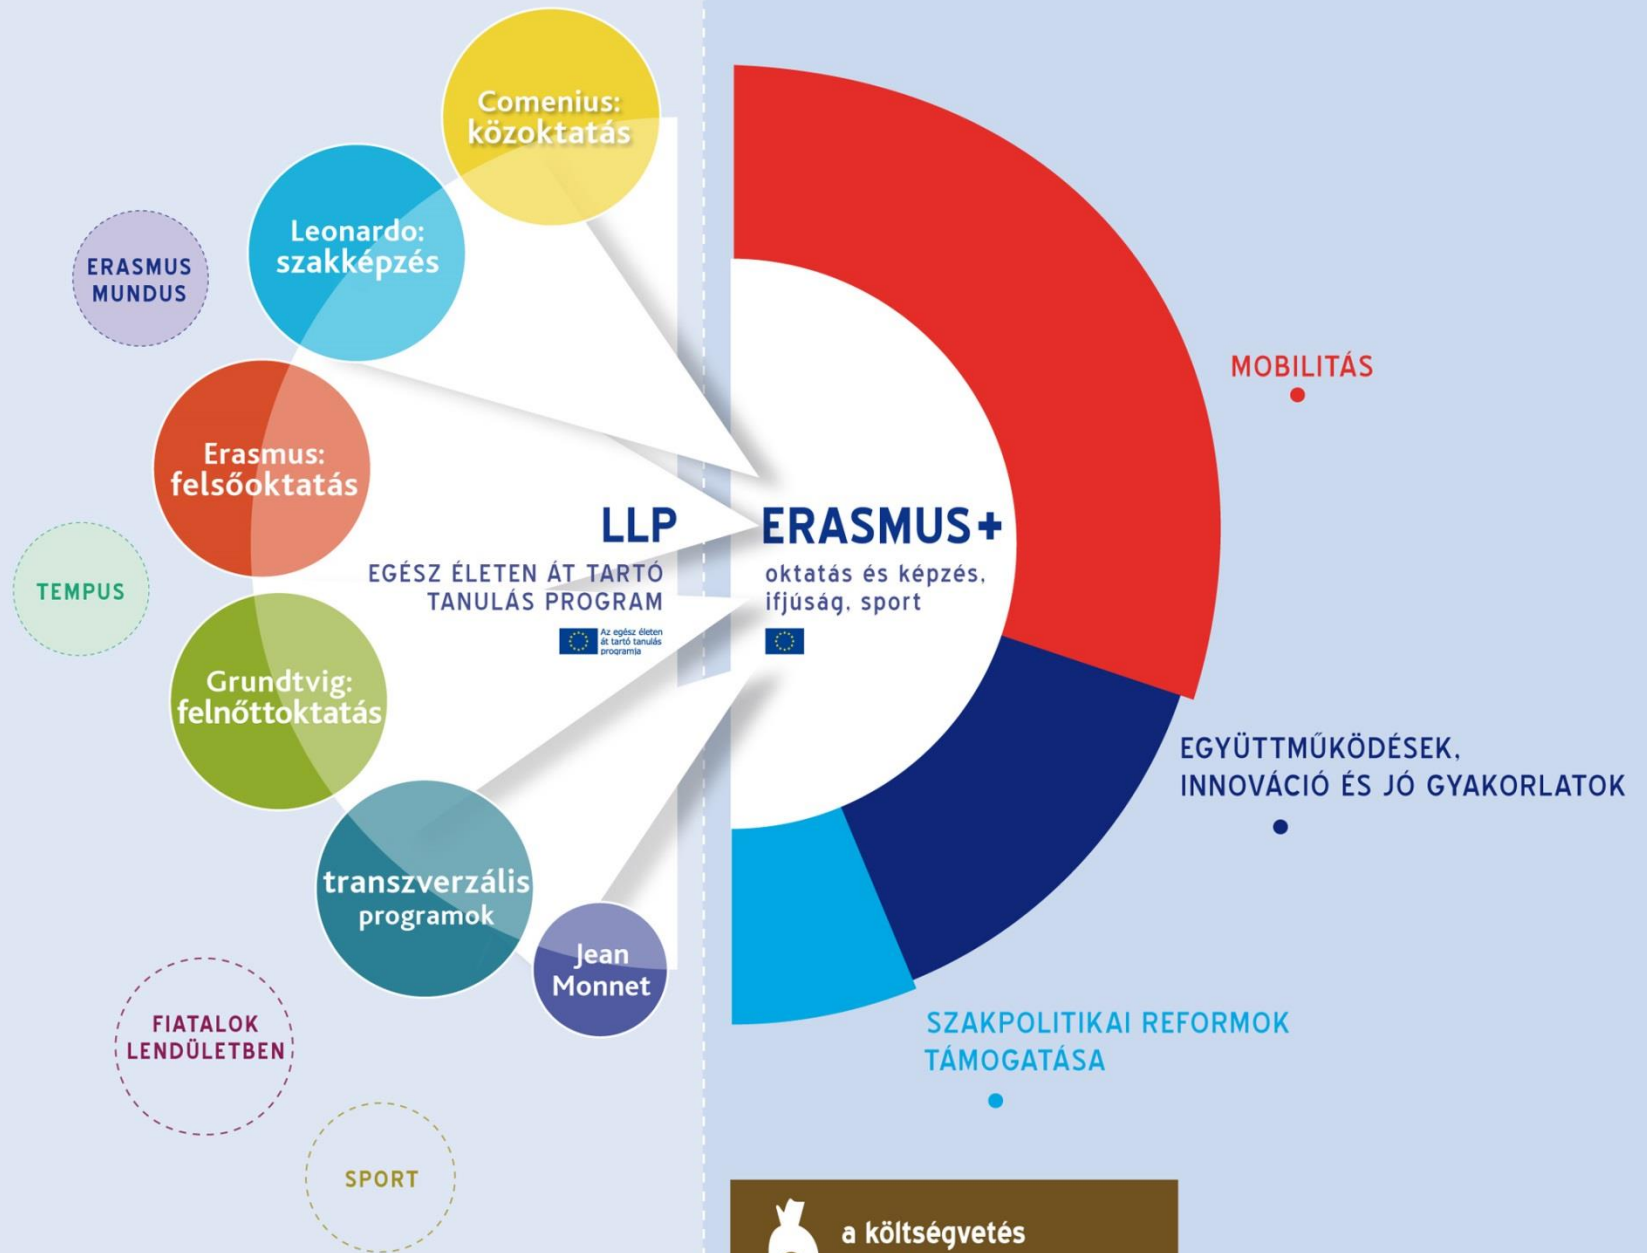 Comenius:
közoktatás
Leonardo:
szakképzés
ERASMUS
MUNDUS
Erasmus:
felsőoktatás
TEMPUS
Grundtvig:
felnőttoktatás
transzverzális
programok
Jean
Monnet
FIATALOK
LENDÜLETBEN
SPORT
LLP
EGÉSZ ÉLETEN ÁT TARTÓ
TANULÁS PROGRAM
Az egész életen
át tartó tanulás
programja
ERASMUS+
oktatás és képzés,
ifjúság, sport
MOBILITÁS
EGYÜTTMŰKÖDÉSEK,
INNOVÁCIÓ ÉS JÓ GYAKORLATOK
SZAKPOLITIKAI REFORMOK
TÁMOGATÁSA
a költségvetés